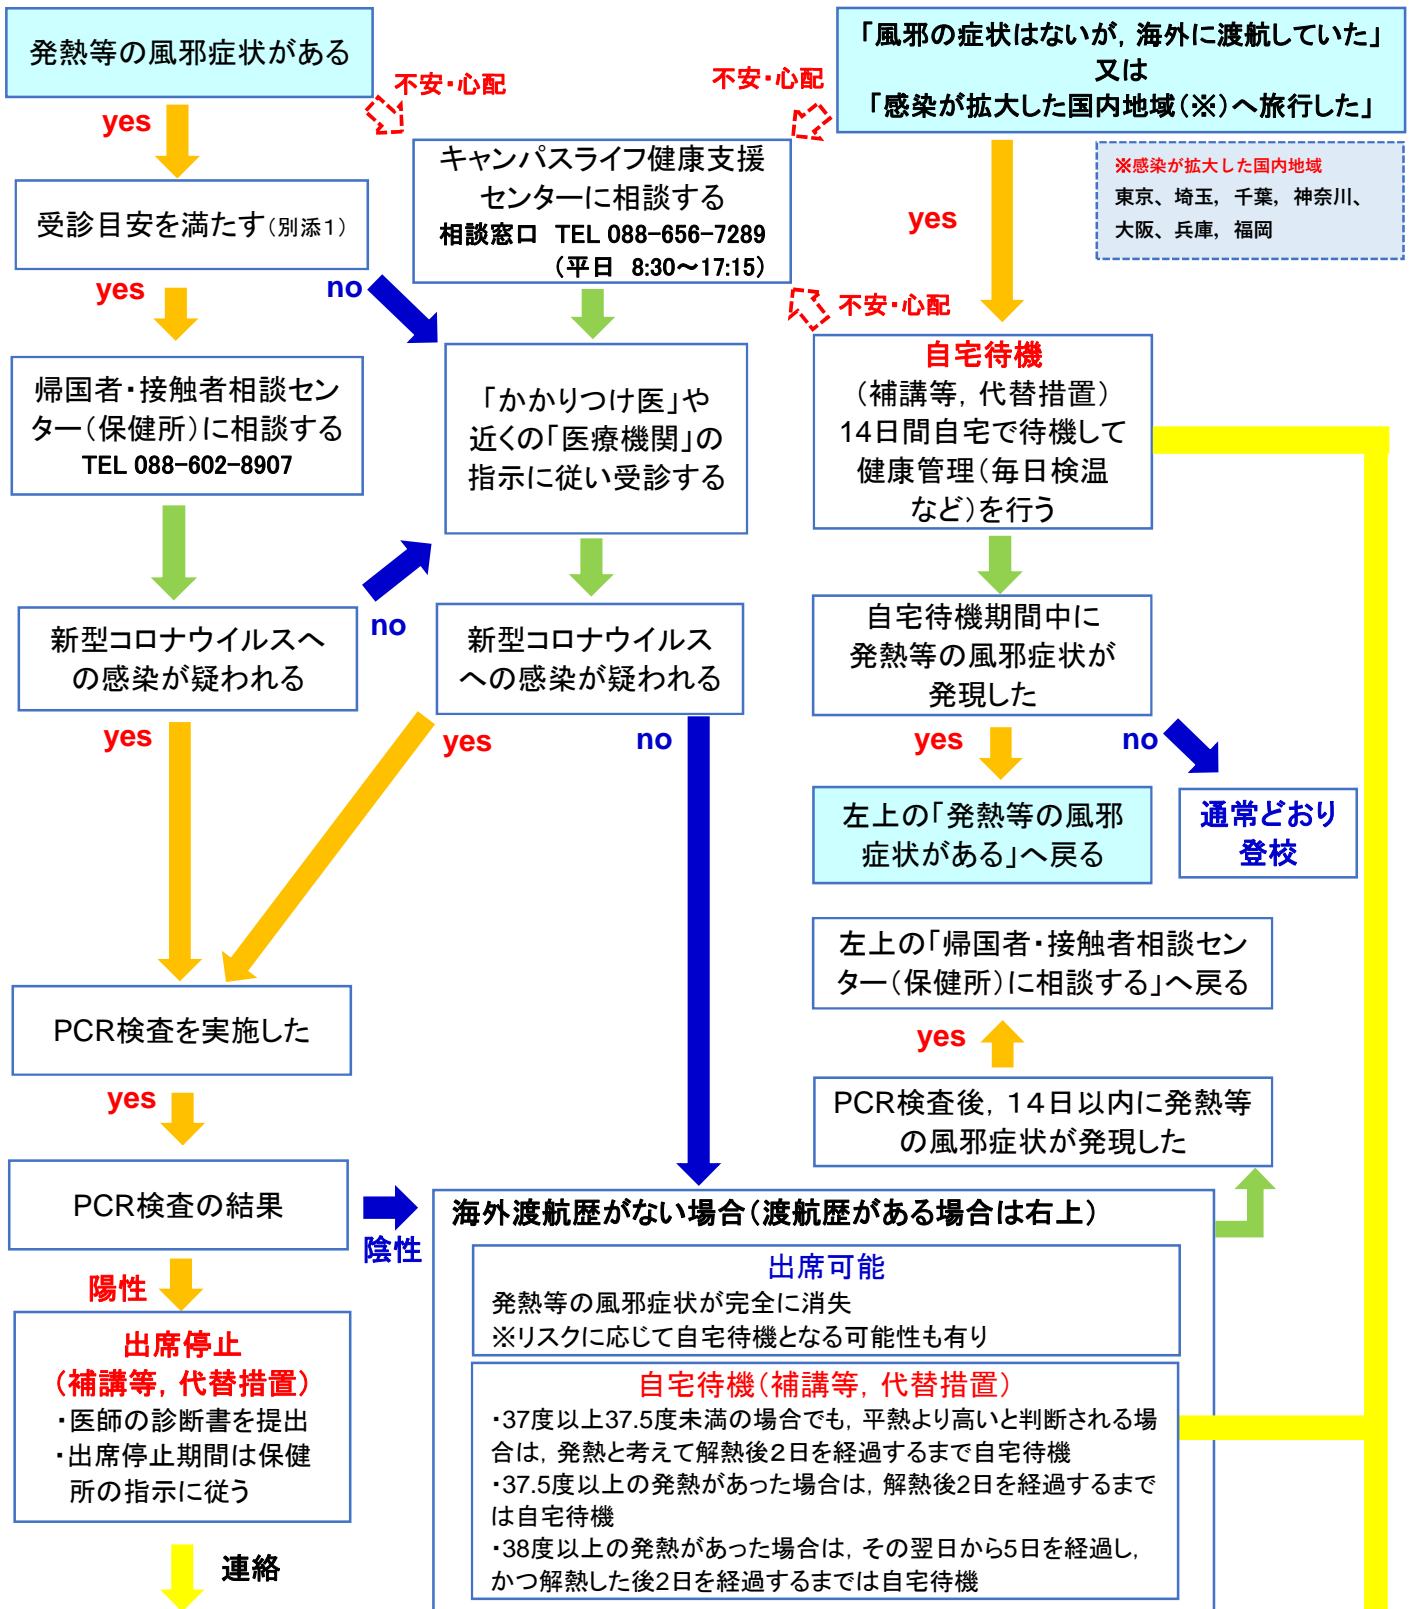 発熱等の風邪症状がある
不安・心配
不安・心配
「風邪の症状はないが，海外に渡航していた」
又は
「感染が拡大した国内地域（※）へ旅行した」
yes
キャンパスライフ健康支援
センターに相談する
相談窓口　TEL 088-656-7289
（平日　8:30～17:15）
※感染が拡大した国内地域
東京、埼玉，千葉，神奈川、
大阪、兵庫，福岡
受診目安を満たす（別添１）
yes
yes
no
不安・心配
帰国者・接触者相談セン
ター（保健所）に相談する
TEL 088-602-8907
「かかりつけ医」や
近くの「医療機関」の
指示に従い受診する
自宅待機
（補講等，代替措置）
14日間自宅で待機して
健康管理（毎日検温
など）を行う
no
新型コロナウイルスへ
の感染が疑われる
新型コロナウイルス
への感染が疑われる
自宅待機期間中に
発熱等の風邪症状が
発現した
yes
yes
no
yes
no
左上の「発熱等の風邪
症状がある」へ戻る
通常どおり
登校
左上の「帰国者・接触者相談セン
ター（保健所）に相談する」へ戻る
PCR検査を実施した
yes
yes
PCR検査後，１４日以内に発熱等
の風邪症状が発現した
PCR検査の結果
陰性
陽性
海外渡航歴がない場合（渡航歴がある場合は右上）
出席可能
発熱等の風邪症状が完全に消失
※リスクに応じて自宅待機となる可能性も有り
出席停止
（補講等，代替措置）
・医師の診断書を提出
・出席停止期間は保健
所の指示に従う
自宅待機（補講等，代替措置）
・37度以上37.5度未満の場合でも，平熱より高いと判断される場
合は，発熱と考えて解熱後２日を経過するまで自宅待機
・37.5度以上の発熱があった場合は，解熱後2日を経過するまで
は自宅待機
・38度以上の発熱があった場合は，その翌日から5日を経過し，
かつ解熱した後2日を経過するまでは自宅待機
連絡